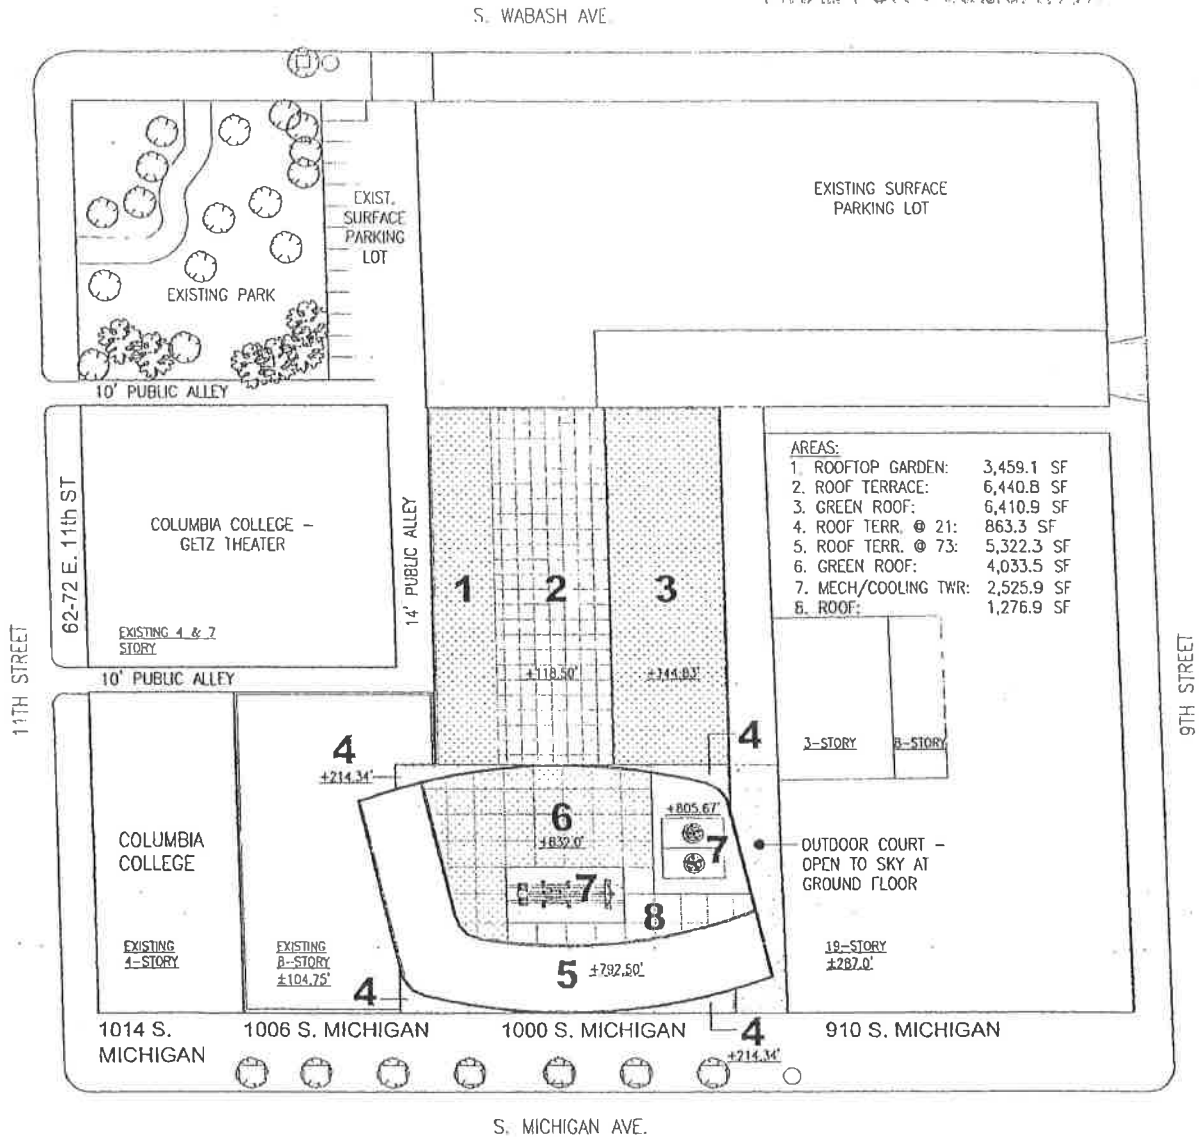 S. WABASH AVE.
EXISTING SURFACE
PARKING LOT
EXIST.
SURFACE
PARKING
LOT
EXISTING PARK
10' PUBLIC ALLEY
62-72 E. 11th ST
COLUMBIA COLLEGE –
GETZ THEATER
EXISTING 4 & 7
STORY
14' PUBLIC ALLEY
10' PUBLIC ALLEY
11TH STREET
9TH STREET
AREAS:
1. ROOFTOP GARDEN: 3,459.1 SF
2. ROOF TERRACE: 6,440.8 SF
3. GREEN ROOF: 6,410.9 SF
4. ROOF TERR. @ 21: 863.3 SF
5. ROOF TERR. @ 73: 5,322.3 SF
6. GREEN ROOF: 4,033.5 SF
7. MECH/COOLING TWR: 2,525.9 SF
8. ROOF: 1,276.9 SF
1
2
3
+118.50'
+144.83'
3-STORY
8-STORY
4
+214.34'
4
+805.67'
6
+832.0'
7
7
8
OUTDOOR COURT –
OPEN TO SKY AT
GROUND FLOOR
COLUMBIA
COLLEGE
EXISTING
4-STORY
EXISTING
8-STORY
±104.75'
4
5
+792.50'
19-STORY
±287.0'
1014 S.
MICHIGAN
1006 S. MICHIGAN
1000 S. MICHIGAN
4
+214.34'
910 S. MICHIGAN
S. MICHIGAN AVE.